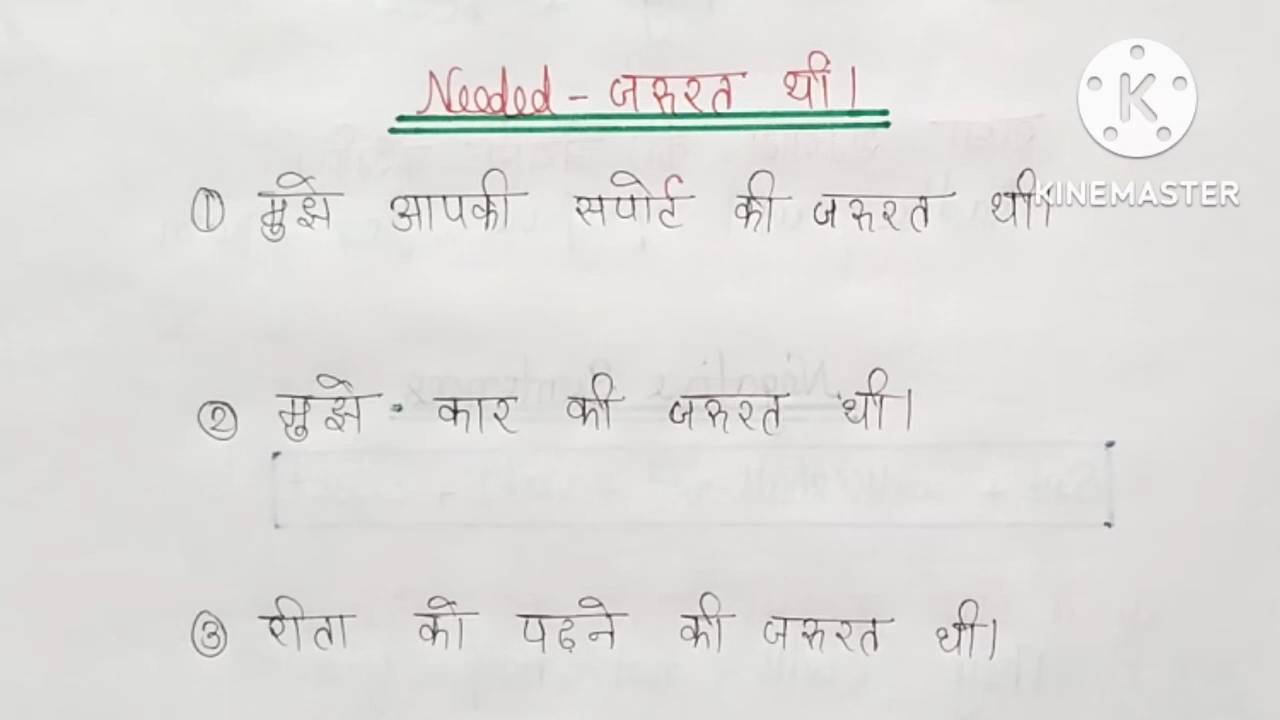 Needed - जरूरत थी।
K
KINEMASTER
① मुझे आपकी सपोर्ट की जरूरत थी।
② मुझे कार की जरूरत थी।
③ रीता को पढ़ने की जरूरत थी।